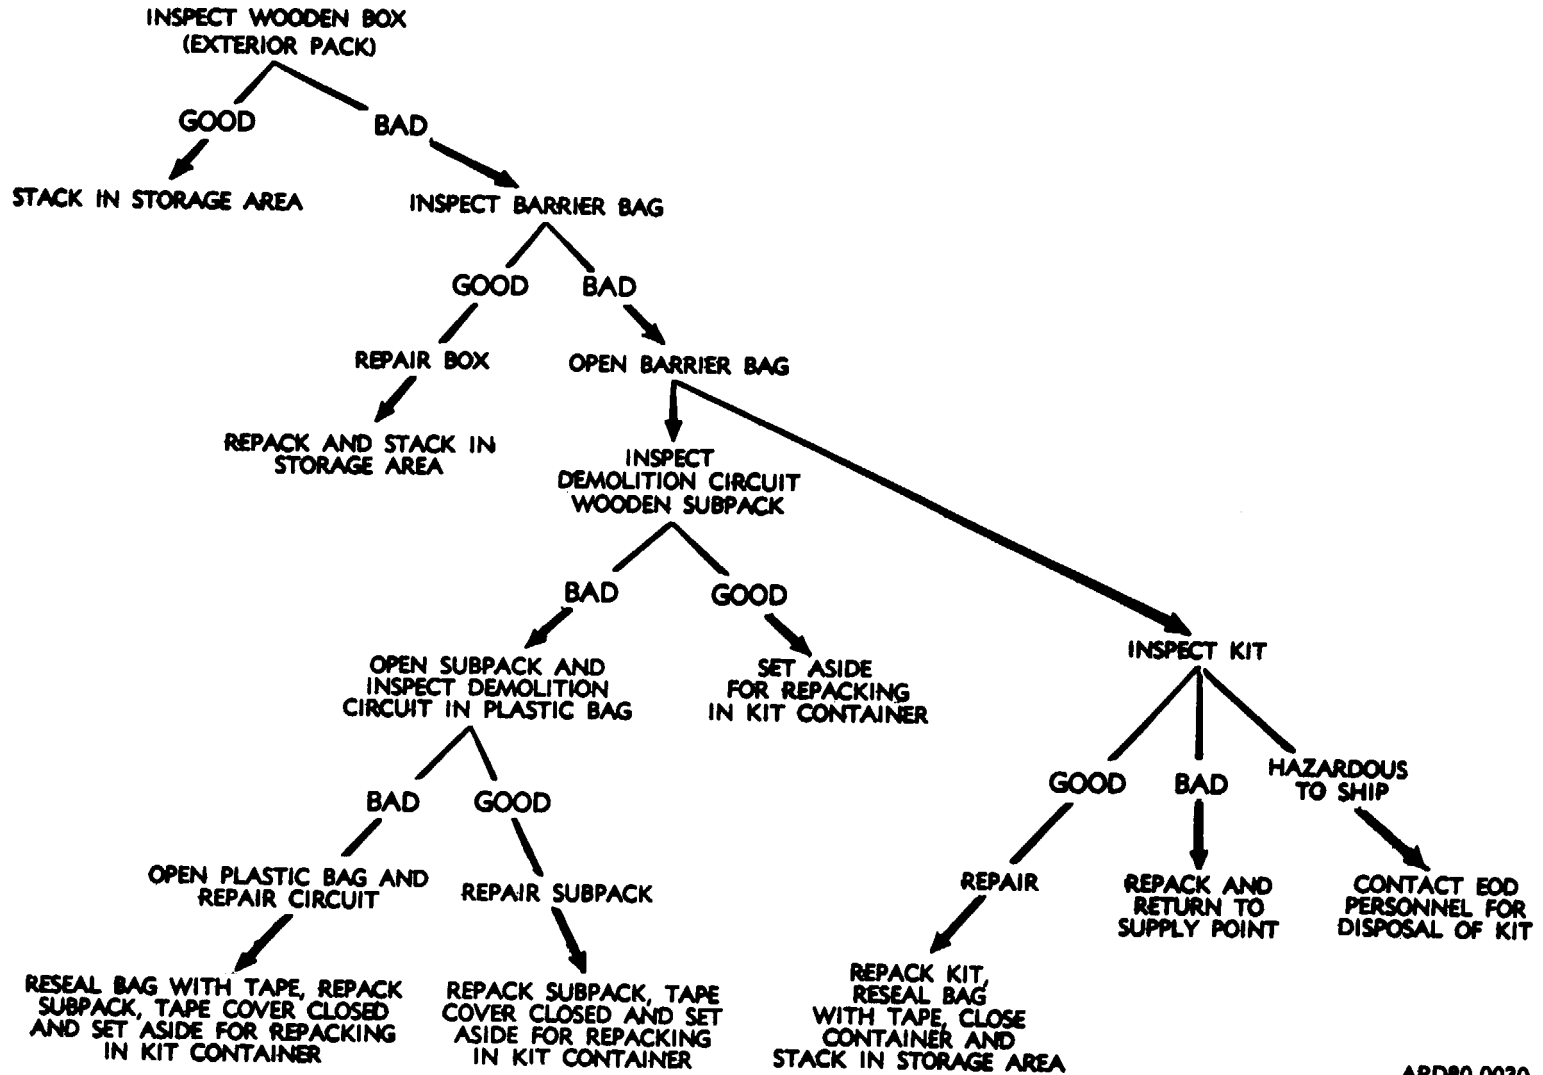 INSPECT WOODEN BOX
(EXTERIOR PACK)
GOOD
BAD
STACK IN STORAGE AREA
INSPECT BARRIER BAG
GOOD
BAD
REPAIR BOX
OPEN BARRIER BAG
REPACK AND STACK IN
STORAGE AREA
INSPECT
DEMOLITION CIRCUIT
WOODEN SUBPACK
BAD
GOOD
OPEN SUBPACK AND
INSPECT DEMOLITION
CIRCUIT IN PLASTIC BAG
SET ASIDE
FOR REPACKING
IN KIT CONTAINER
INSPECT KIT
BAD
GOOD
GOOD
BAD
HAZARDOUS
TO SHIP
OPEN PLASTIC BAG AND
REPAIR CIRCUIT
REPAIR SUBPACK
REPAIR
REPACK AND
RETURN TO
SUPPLY POINT
CONTACT EOD
PERSONNEL FOR
DISPOSAL OF KIT
RESEAL BAG WITH TAPE, REPACK
SUBPACK, TAPE COVER CLOSED
AND SET ASIDE FOR REPACKING
IN KIT CONTAINER
REPACK SUBPACK, TAPE
COVER CLOSED AND SET
ASIDE FOR REPACKING
IN KIT CONTAINER
REPACK KIT,
RESEAL BAG
WITH TAPE, CLOSE
CONTAINER AND
STACK IN STORAGE AREA